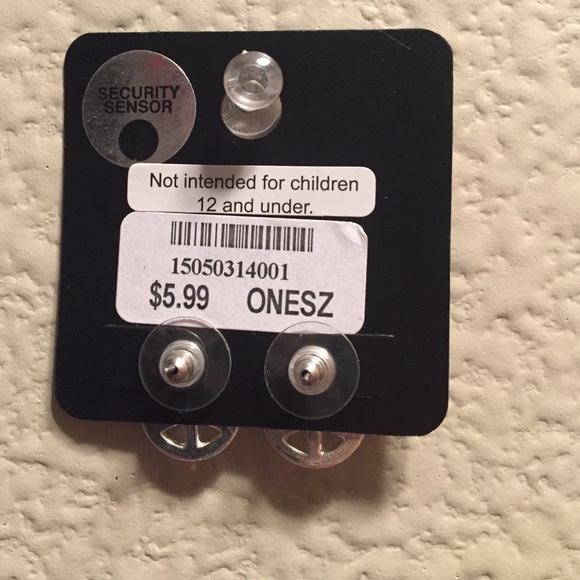 SECURITY
SENSOR
Not intended for children
12 and under.
15050314001
$5.99 ONESZ